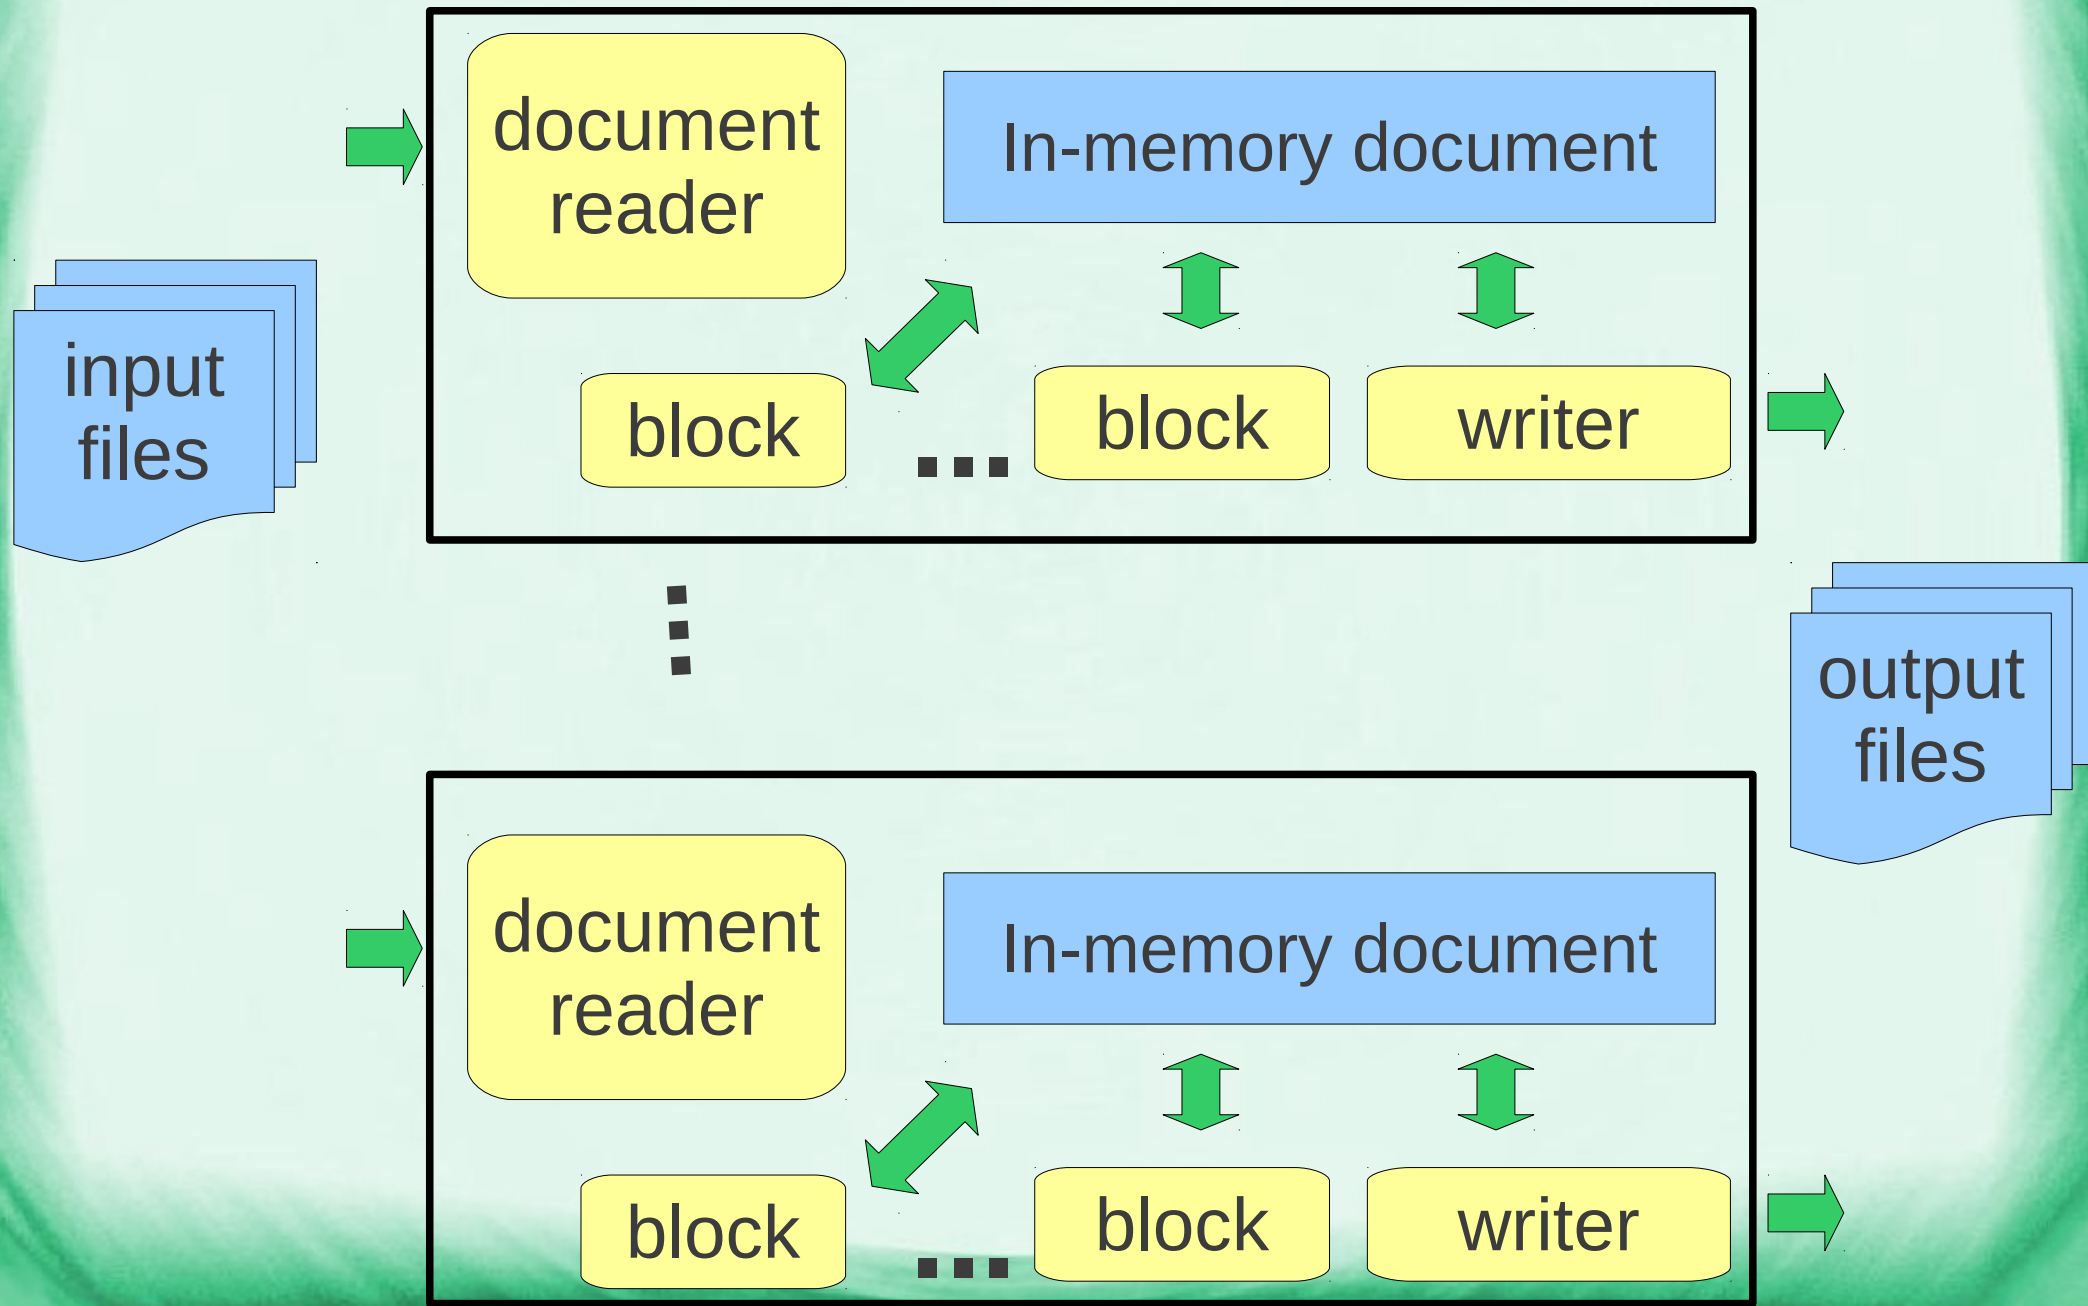 document
reader
In-memory document
input
files
block
...
block
writer
...
output
files
document
reader
In-memory document
block
...
block
writer